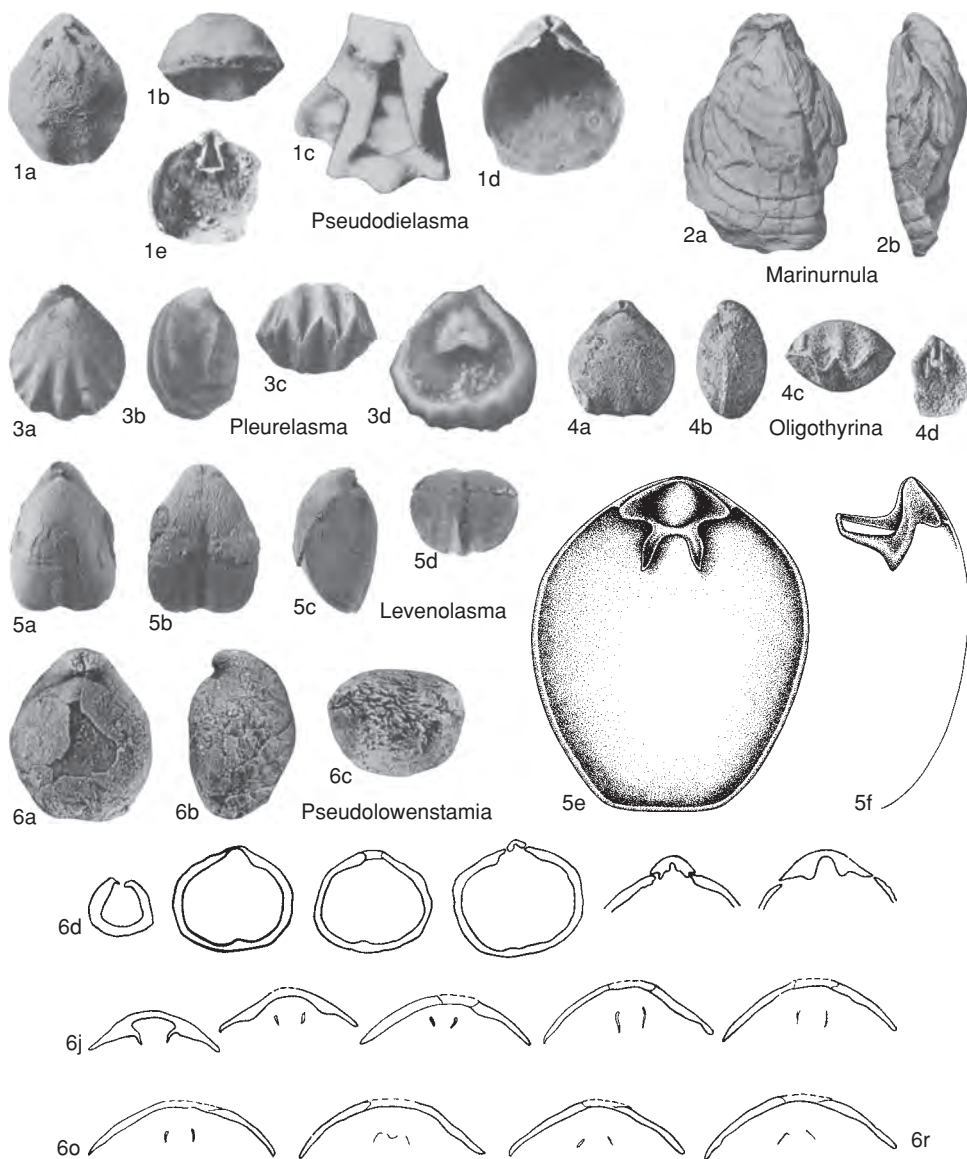 1a
1b
1c
1d
1e
Pseudodielasma
2a
2b
Marinurnula
3a
3b
3c
3d
Pleurelasma
4a
4b
4c
4d
Oligothyrina
5a
5b
5c
5d
Levenolasma
5e
5f
6a
6b
6c
Pseudolowenstamia
6d
6j
6o
6r